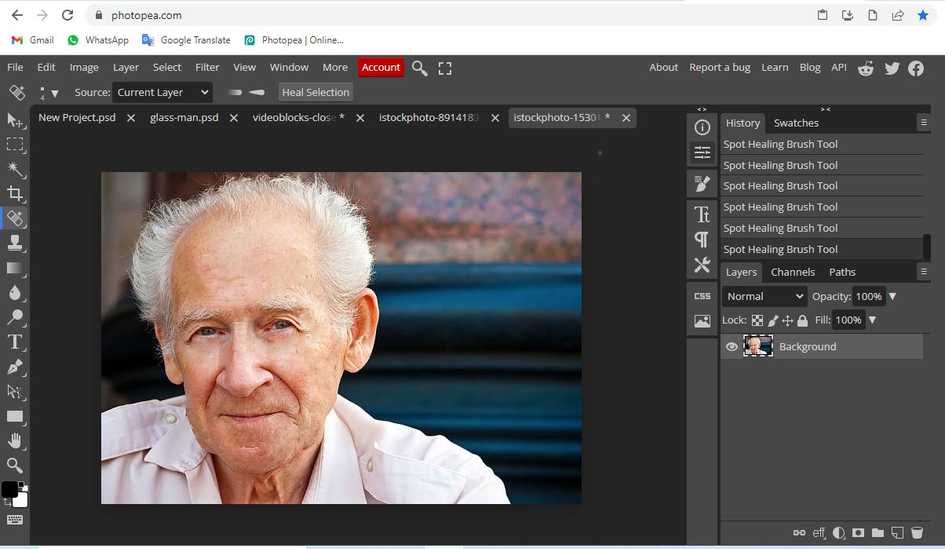 photopea.com
Gmail WhatsApp Google Translate Photopea | Online...
File Edit Image Layer Select Filter View Window More Account About Report a bug Learn Blog API
4 Source: Current Layer Heal Selection
New Project.psd glass-man.psd videoblocks-close * istockphoto-891418 istockphoto-1530 *
History Swatches
Spot Healing Brush Tool
Spot Healing Brush Tool
Spot Healing Brush Tool
Spot Healing Brush Tool
Spot Healing Brush Tool
Spot Healing Brush Tool
Layers Channels Paths
CSS
Normal Opacity: 100%
Lock: Fill: 100%
Background
eff